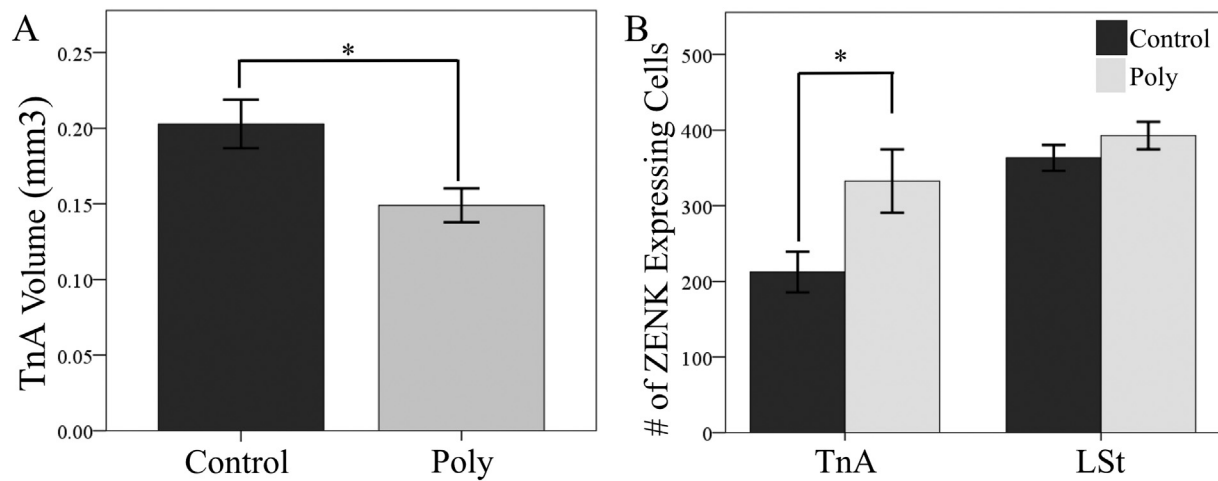 A
TnA Volume (mm3)
0.25
0.20
0.15
0.10
0.05
0.00
*
Control
Poly
B
# of ZENK Expressing Cells
500
400
300
200
100
0
*
Control
Poly
TnA
LSt